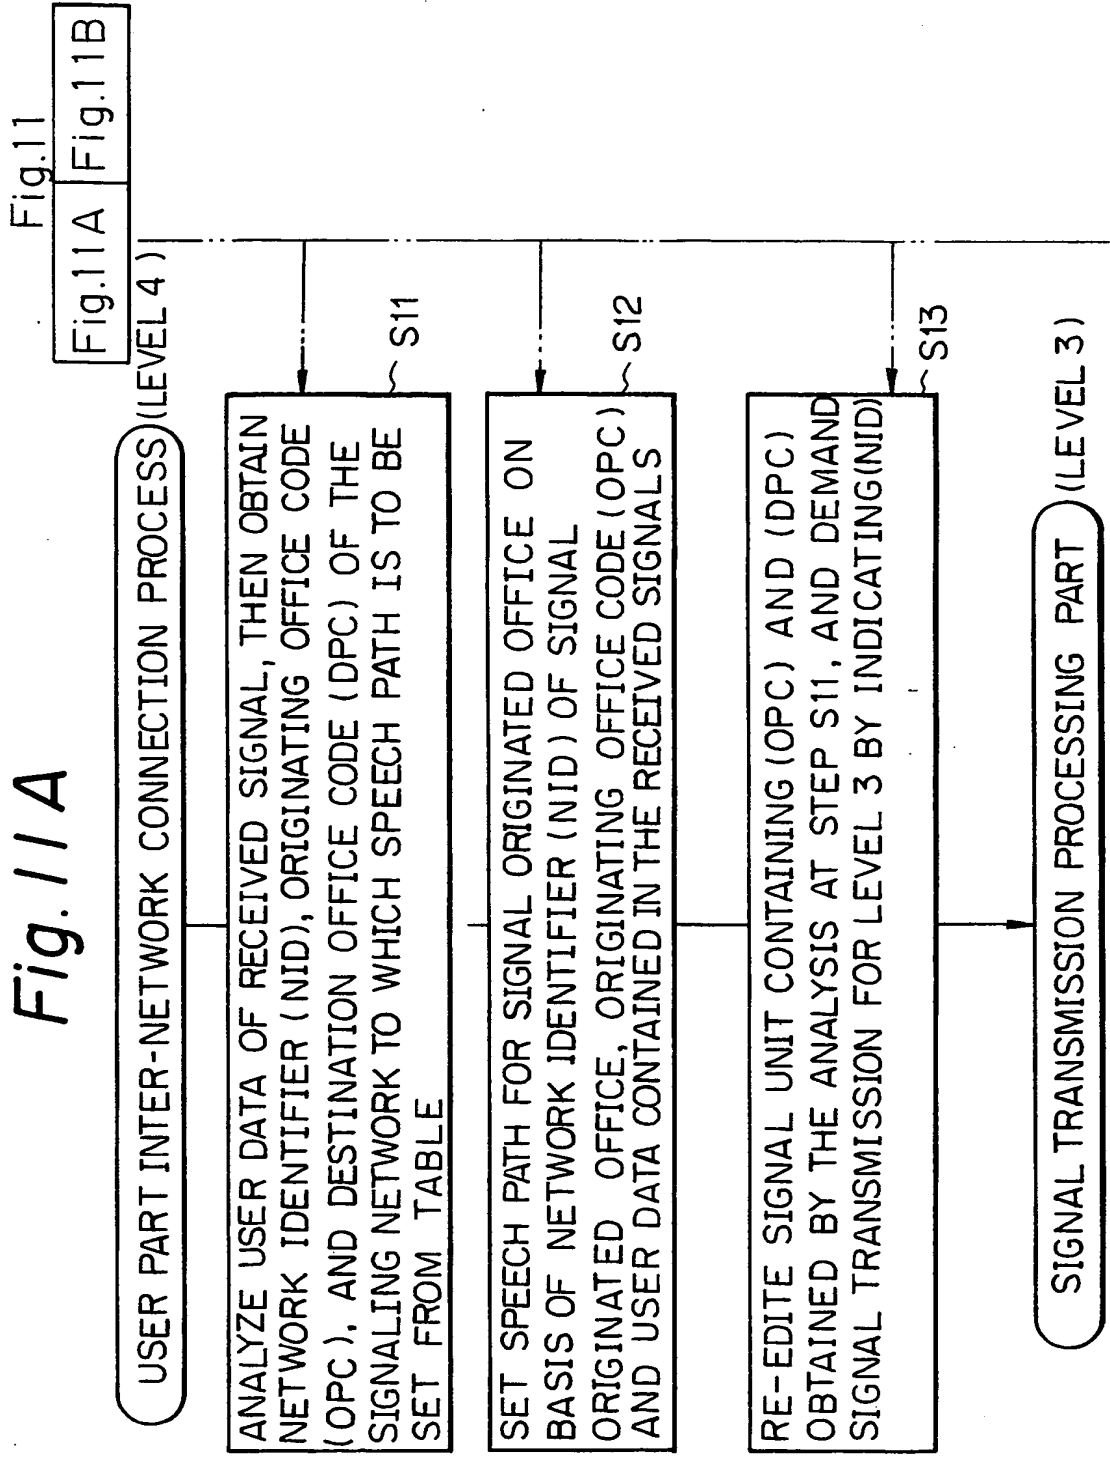 Fig. 11A
Fig.11
Fig.11A Fig.11B
USER PART INTER-NETWORK CONNECTION PROCESS (LEVEL 4)
ANALYZE USER DATA OF RECEIVED SIGNAL, THEN OBTAIN
NETWORK IDENTIFIER (NID), ORIGINATING OFFICE CODE
(OPC), AND DESTINATION OFFICE CODE (DPC) OF THE
SIGNALING NETWORK TO WHICH SPEECH PATH IS TO BE
SET FROM TABLE
S11
SET SPEECH PATH FOR SIGNAL ORIGINATED OFFICE ON
BASIS OF NETWORK IDENTIFIER (NID) OF SIGNAL
ORIGINATED OFFICE, ORIGINATING OFFICE CODE (OPC)
AND USER DATA CONTAINED IN THE RECEIVED SIGNALS
S12
RE-EDITE SIGNAL UNIT CONTAINING (OPC) AND (DPC)
OBTAINED BY THE ANALYSIS AT STEP S11, AND DEMAND
SIGNAL TRANSMISSION FOR LEVEL 3 BY INDICATING(NID)
S13
SIGNAL TRANSMISSION PROCESSING PART (LEVEL 3)